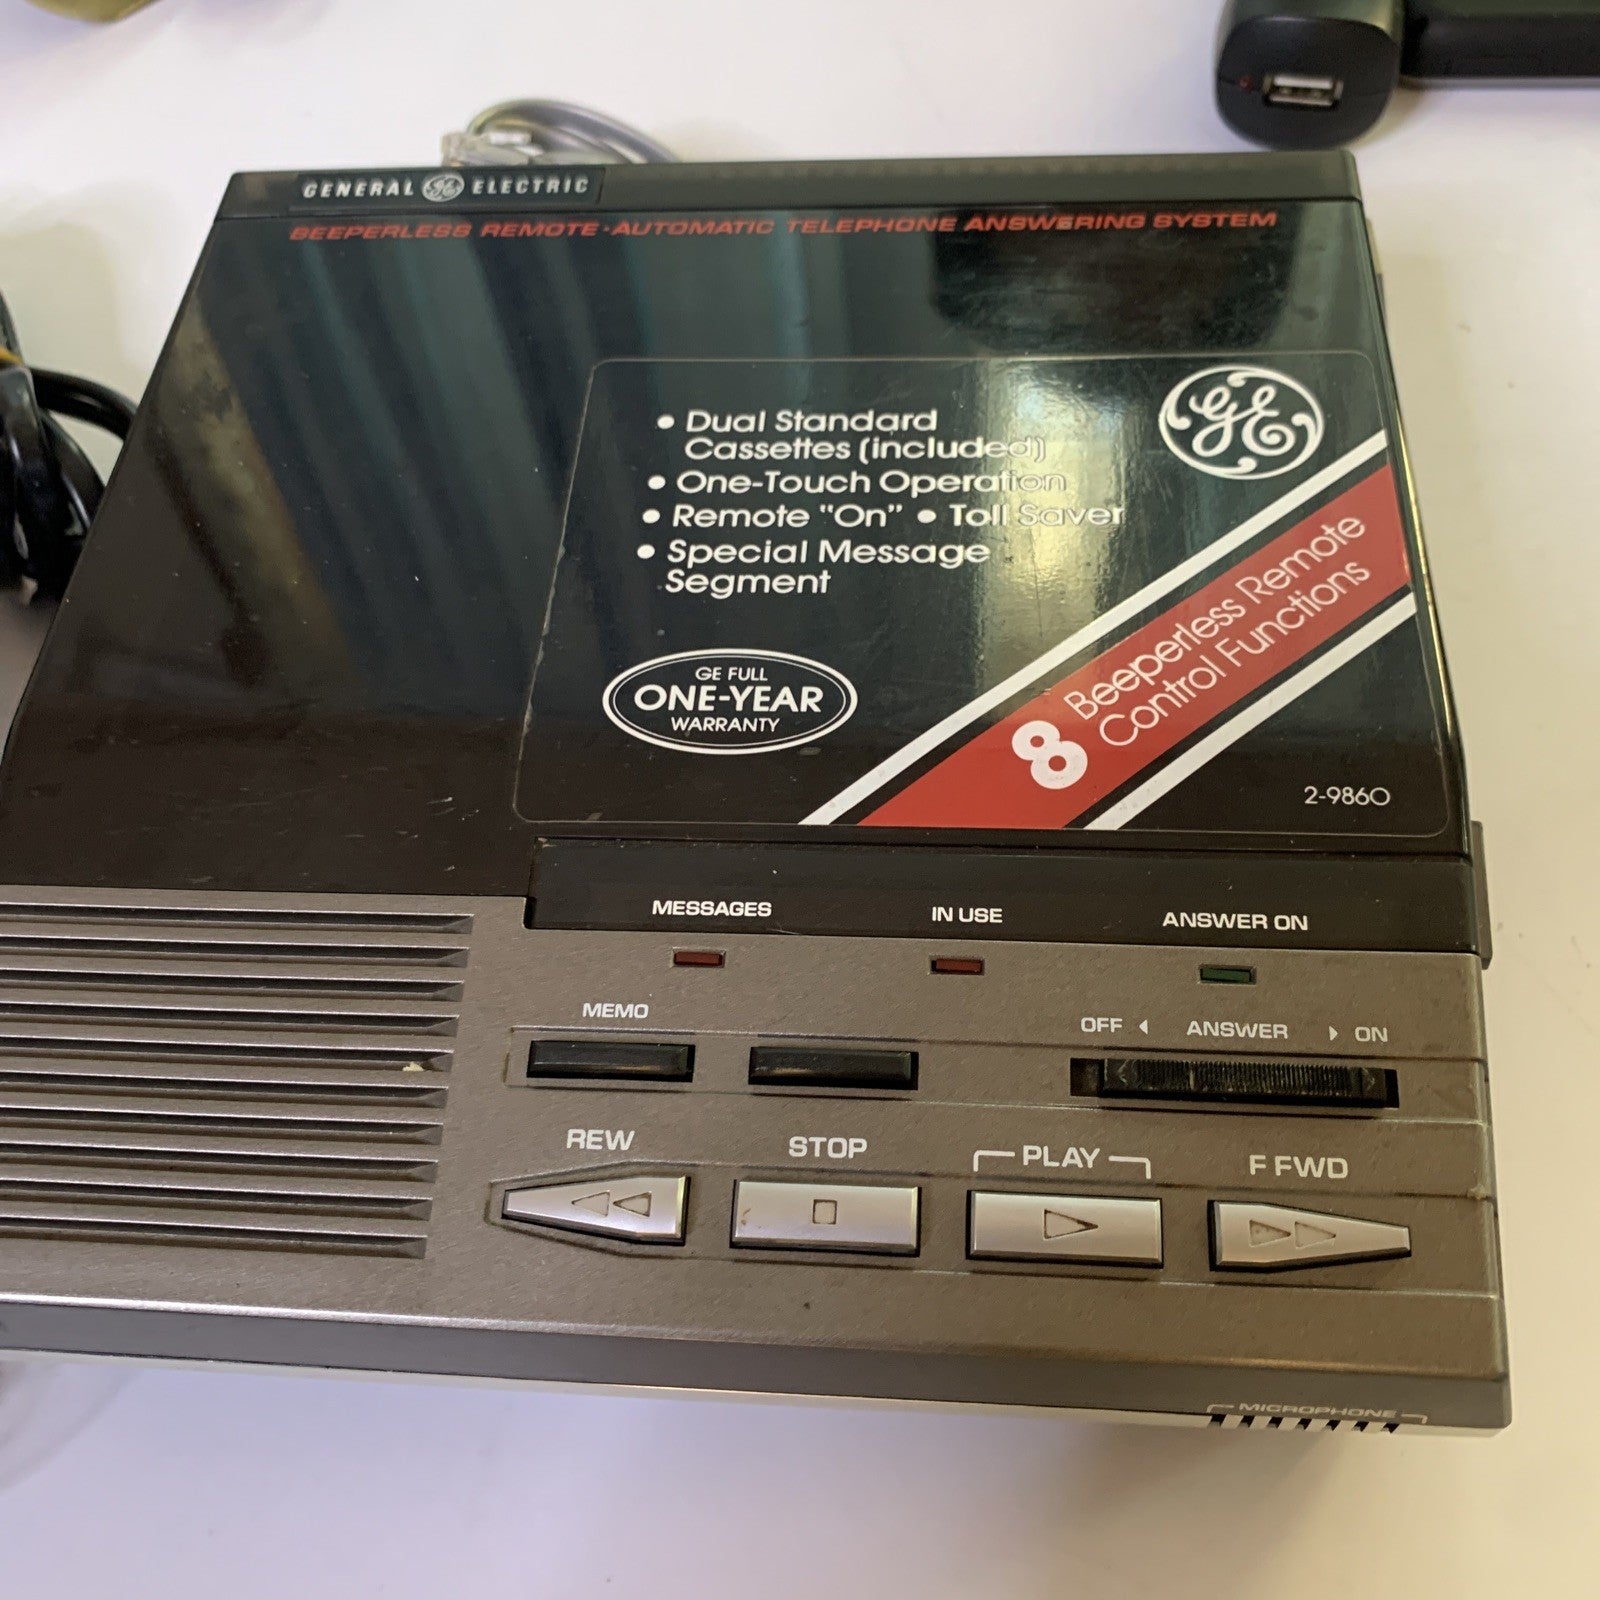 GENERAL GE ELECTRIC
BEEPERLESS REMOTE · AUTOMATIC TELEPHONE ANSWERING SYSTEM
GE
• Dual Standard
Cassettes (included)
• One-Touch Operation
• Remote "On" • Toll Saver
• Special Message
Segment
GE FULL
ONE-YEAR
WARRANTY
8 Beeperless Remote
Control Functions
2-9860
MESSAGES IN USE ANSWER ON
MEMO
OFF ANSWER ON
REW STOP PLAY F FWD
MICROPHONE